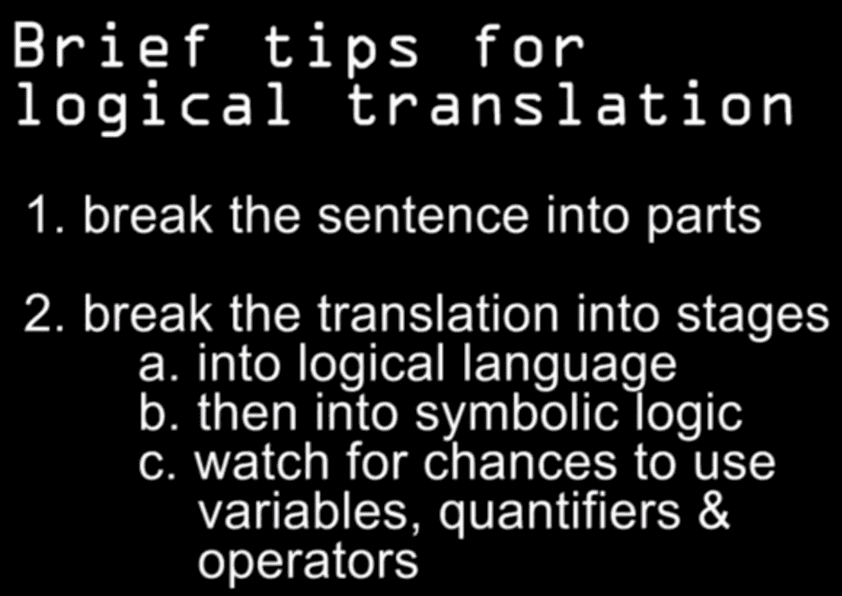 Brief tips for
logical translation
1. break the sentence into parts
2. break the translation into stages
a. into logical language
b. then into symbolic logic
c. watch for chances to use
variables, quantifiers &
operators